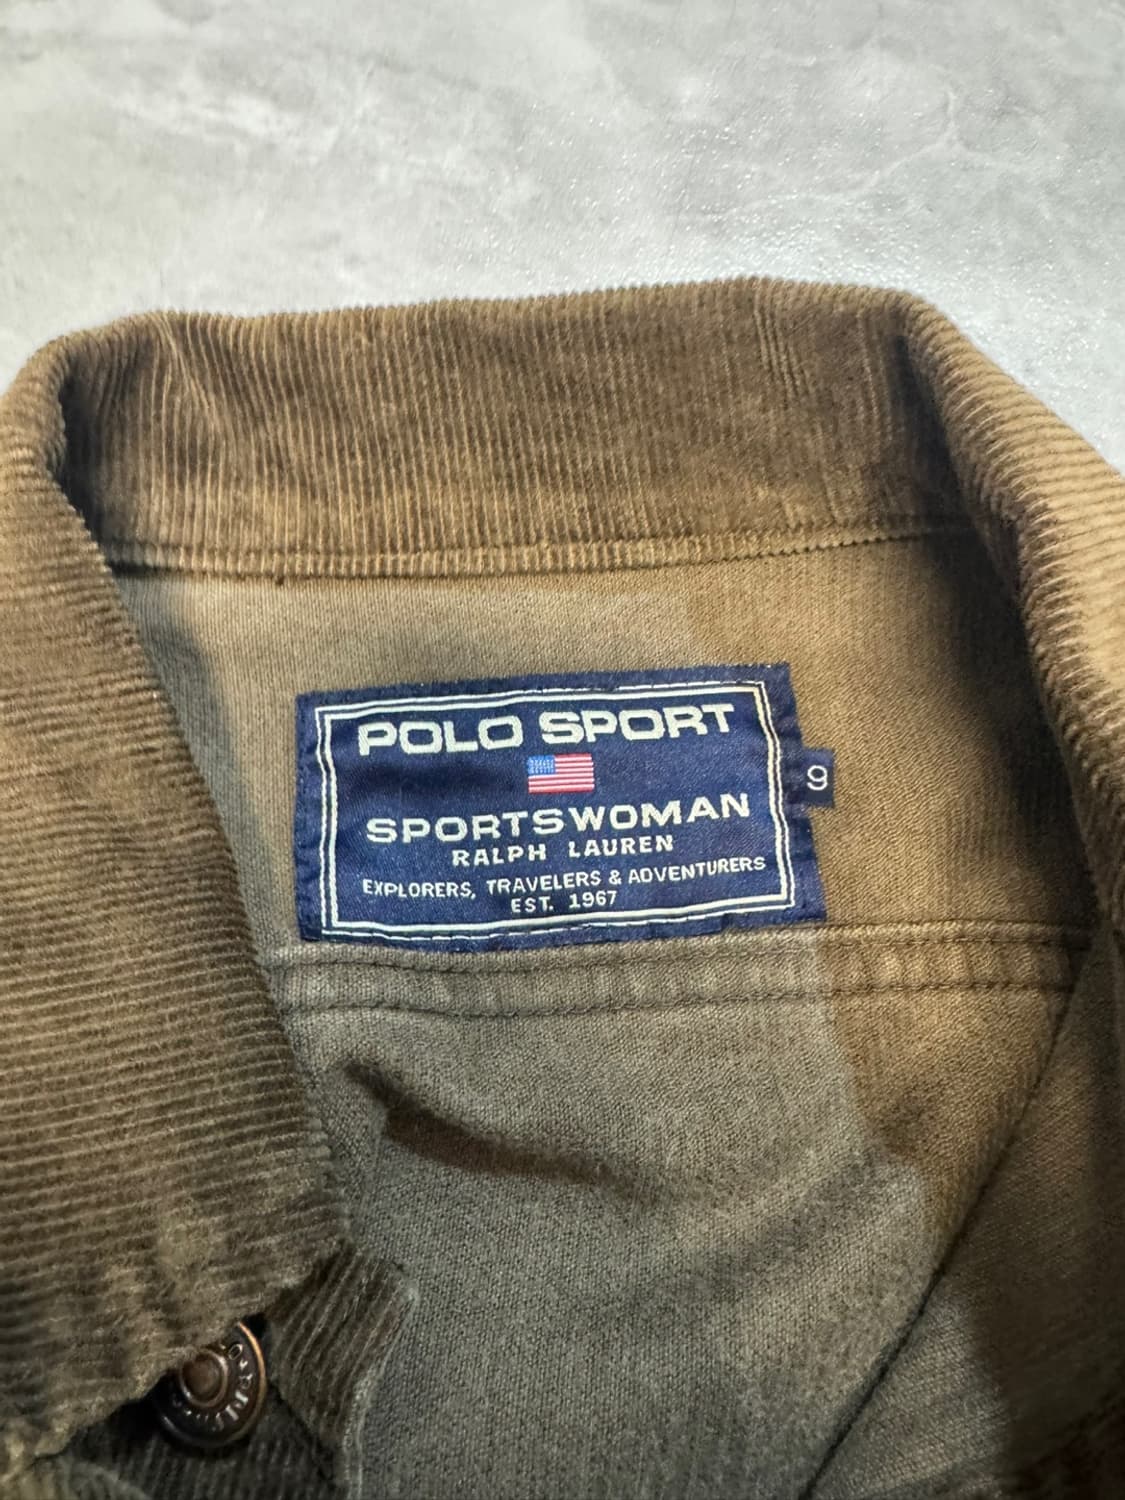 POLO SPORT
9
SPORTSWOMAN
RALPH LAUREN
EXPLORERS, TRAVELERS & ADVENTURERS
EST. 1967